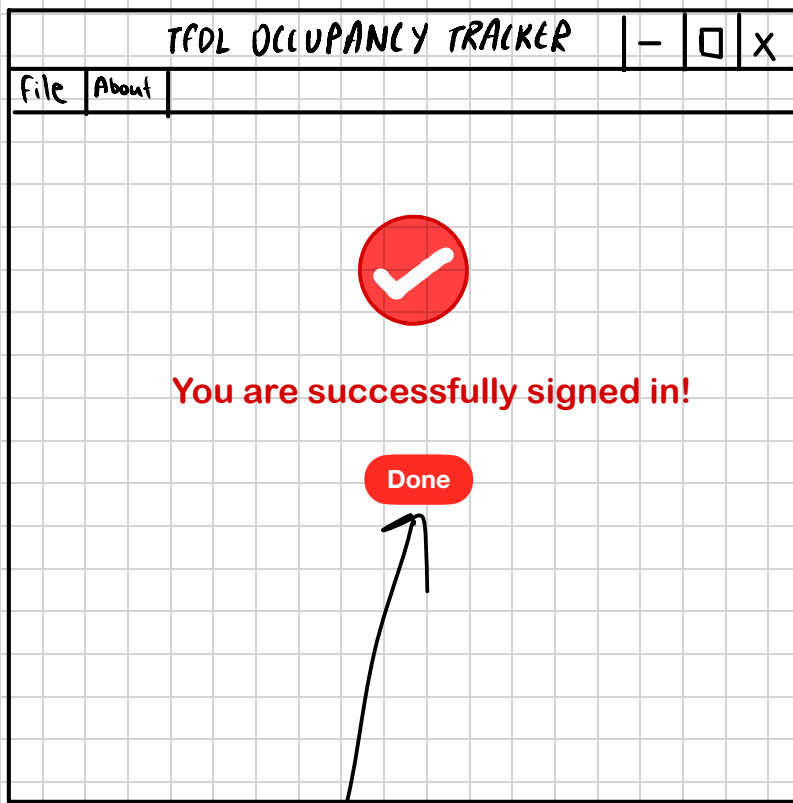 TFDL OCCUPANCY TRACKER
File About
You are successfully signed in!
Done